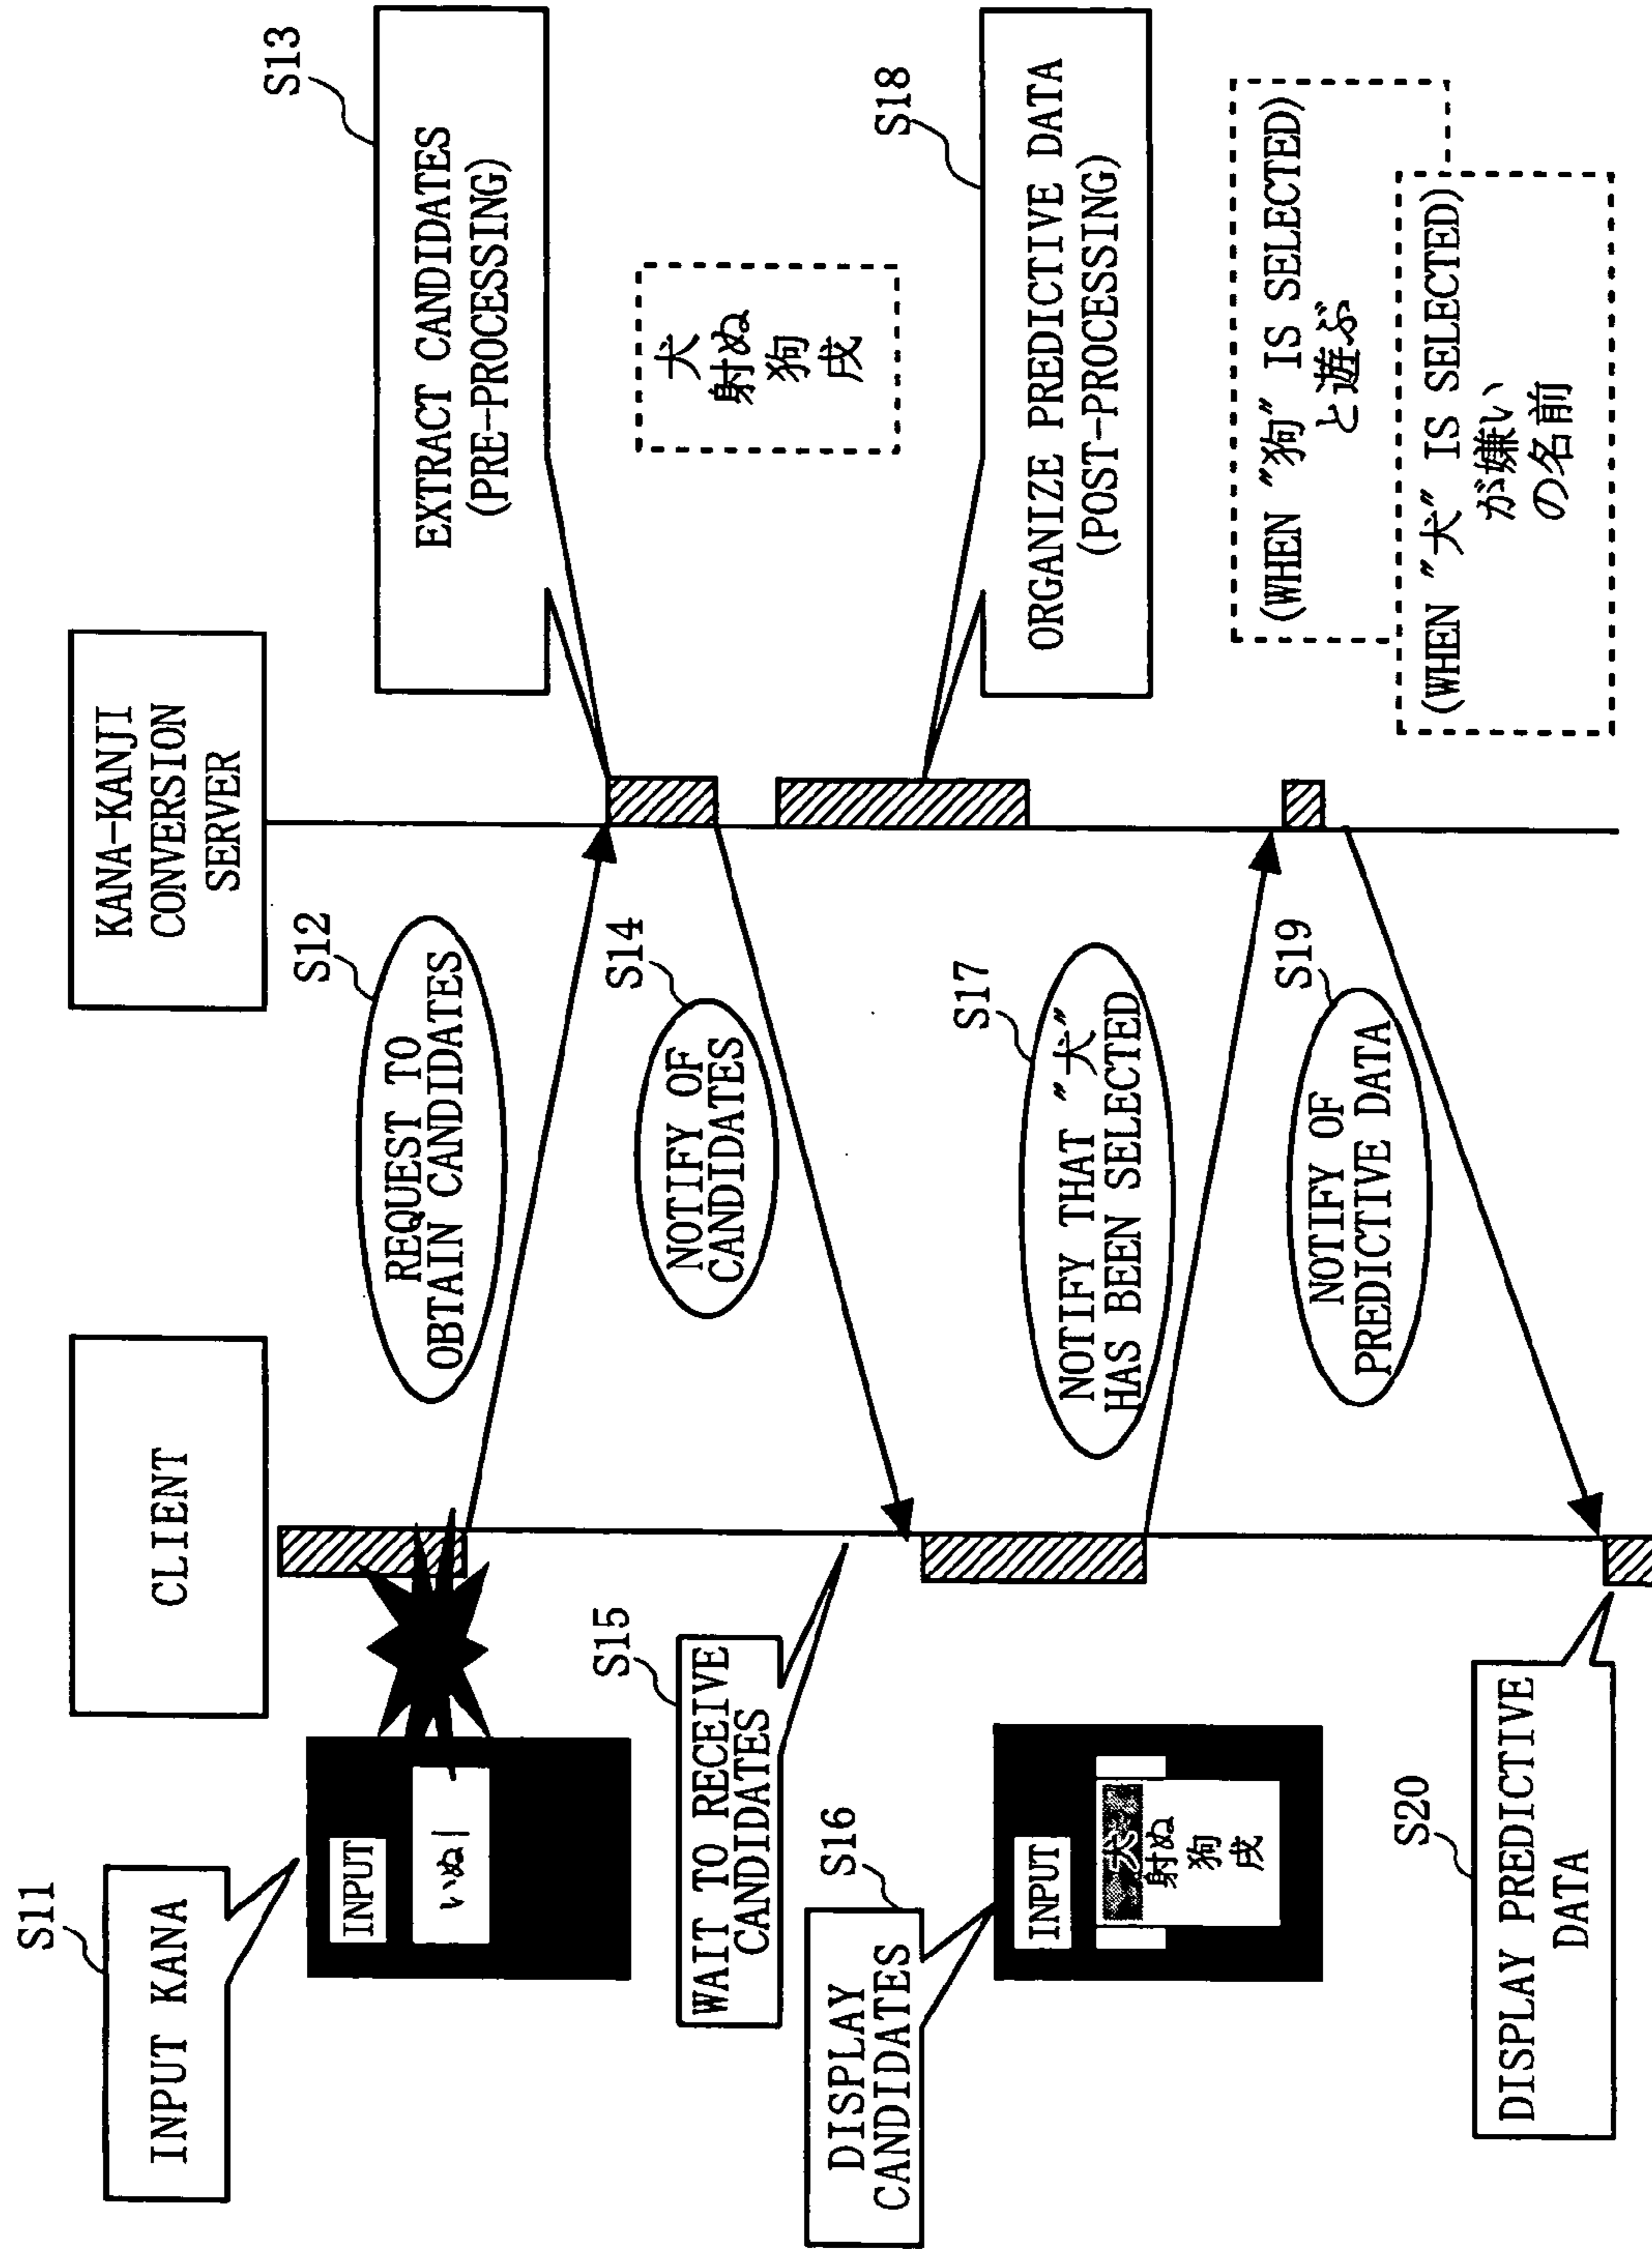 CLIENT
KANA-KANJI
CONVERSION
SERVER
S11
INPUT KANA
INPUT
いぬ|
S12
REQUEST TO
OBTAIN CANDIDATES
S13
EXTRACT CANDIDATES
(PRE-PROCESSING)
犬
射ぬ
狗
戌
S14
NOTIFY OF
CANDIDATES
S15
WAIT TO RECEIVE
CANDIDATES
S16
DISPLAY
CANDIDATES
INPUT
犬
射ぬ
狗
戌
S17
NOTIFY THAT "犬"
HAS BEEN SELECTED
S18
ORGANIZE PREDICTIVE DATA
(POST-PROCESSING)
(WHEN "狗" IS SELECTED)
と遊ぶ
(WHEN "犬" IS SELECTED)
が嫌い
の名前
S19
NOTIFY OF
PREDICTIVE DATA
S20
DISPLAY PREDICTIVE
DATA